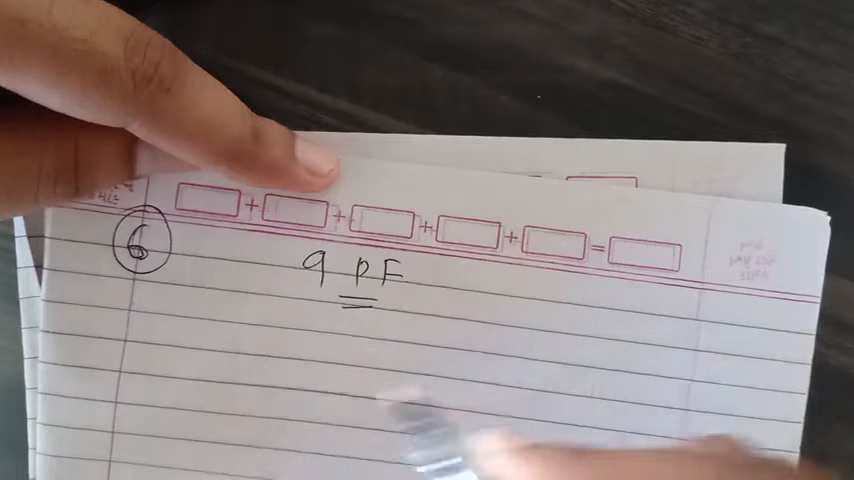 + + + + =
6
9 pF